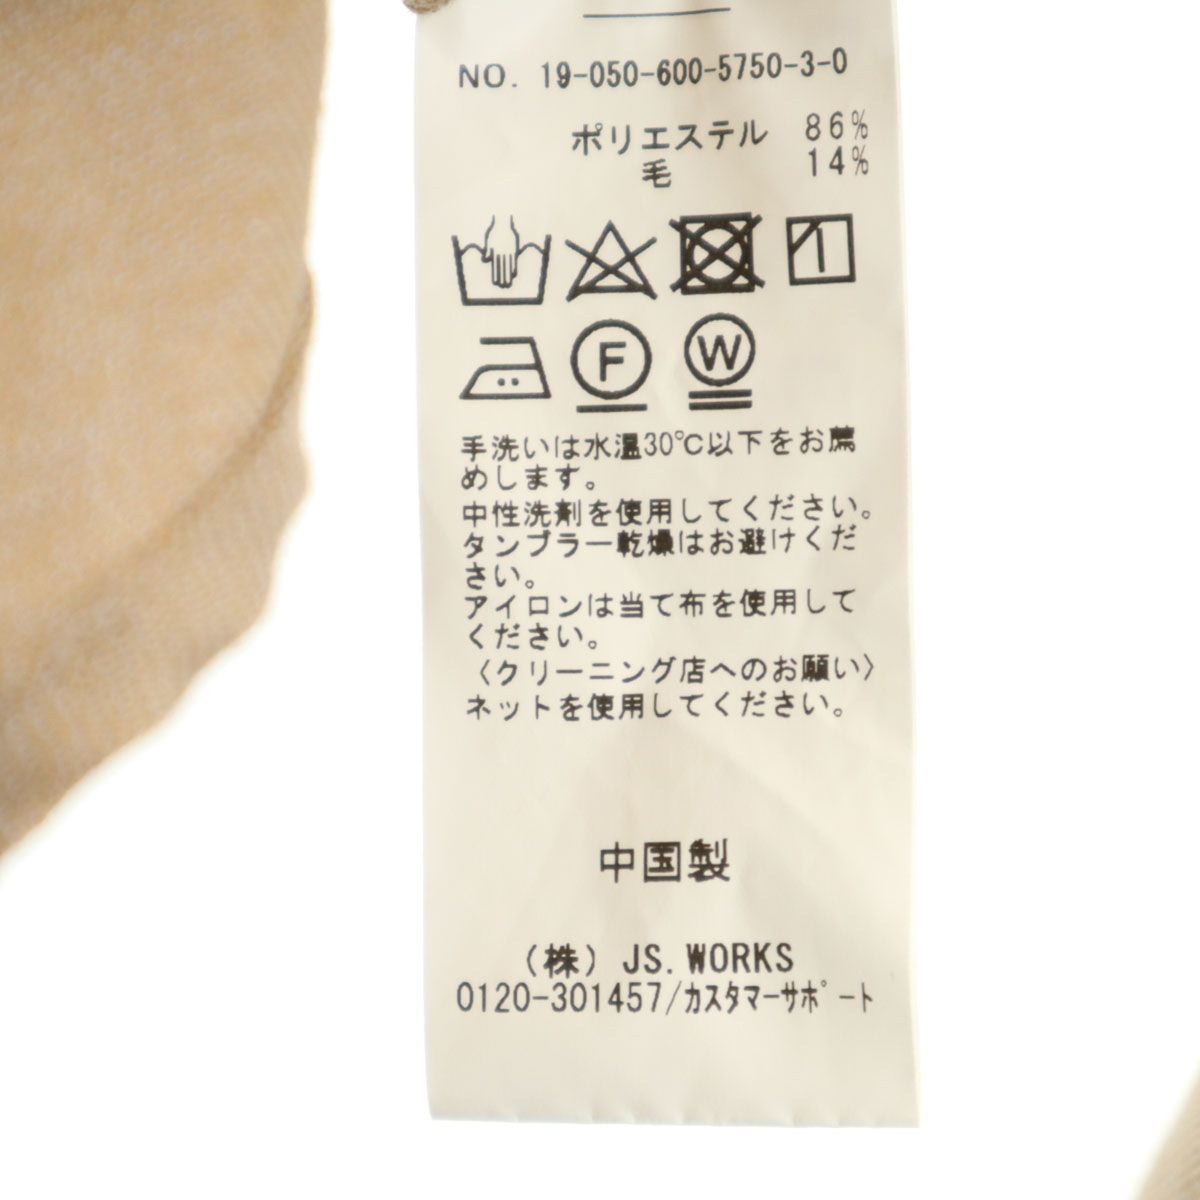 NO. 19-050-600-5750-3-0
ポリエステル 86%
毛 14%
F W
手洗いは水温30℃以下をお薦
めします。
中性洗剤を使用してください。
タンブラー乾燥はお避けくだ
さい。
アイロンは当て布を使用して
ください。
〈クリーニング店へのお願い〉
ネットを使用してください。
中国製
(株) JS.WORKS
0120-301457/カスタマーサポート